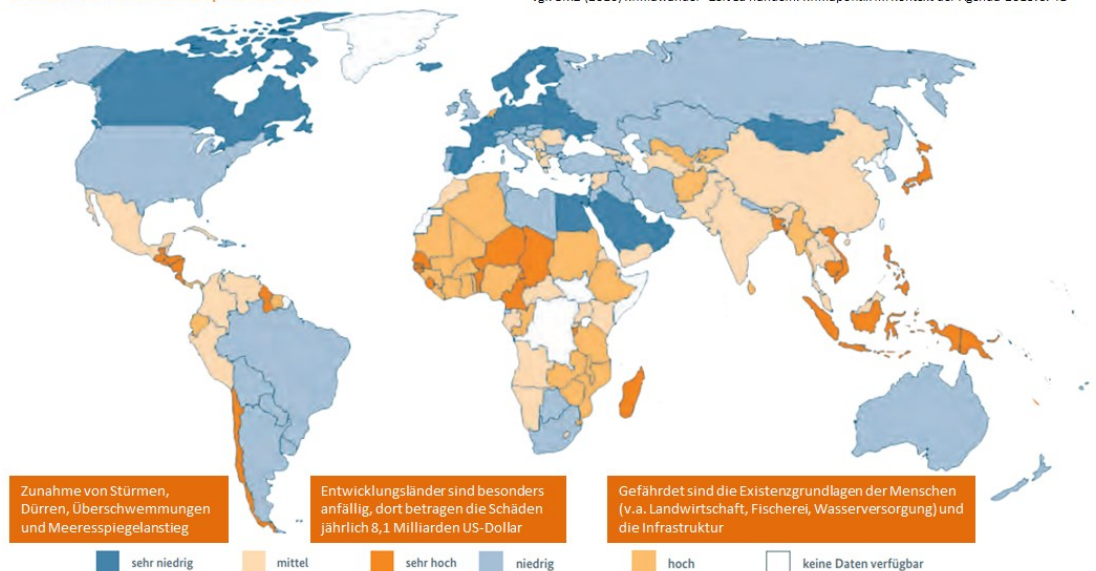 Zunahme von Stürmen,
Dürren, Überschwemmungen
und Meeresspiegelanstieg
Entwicklungsländer sind besonders
anfällig, dort betragen die Schäden
jährlich 8,1 Milliarden US-Dollar
Gefährdet sind die Existenzgrundlagen der Menschen
(v.a. Landwirtschaft, Fischerei, Wasserversorgung) und
die Infrastruktur
sehr niedrig
mittel
sehr hoch
niedrig
hoch
keine Daten verfügbar